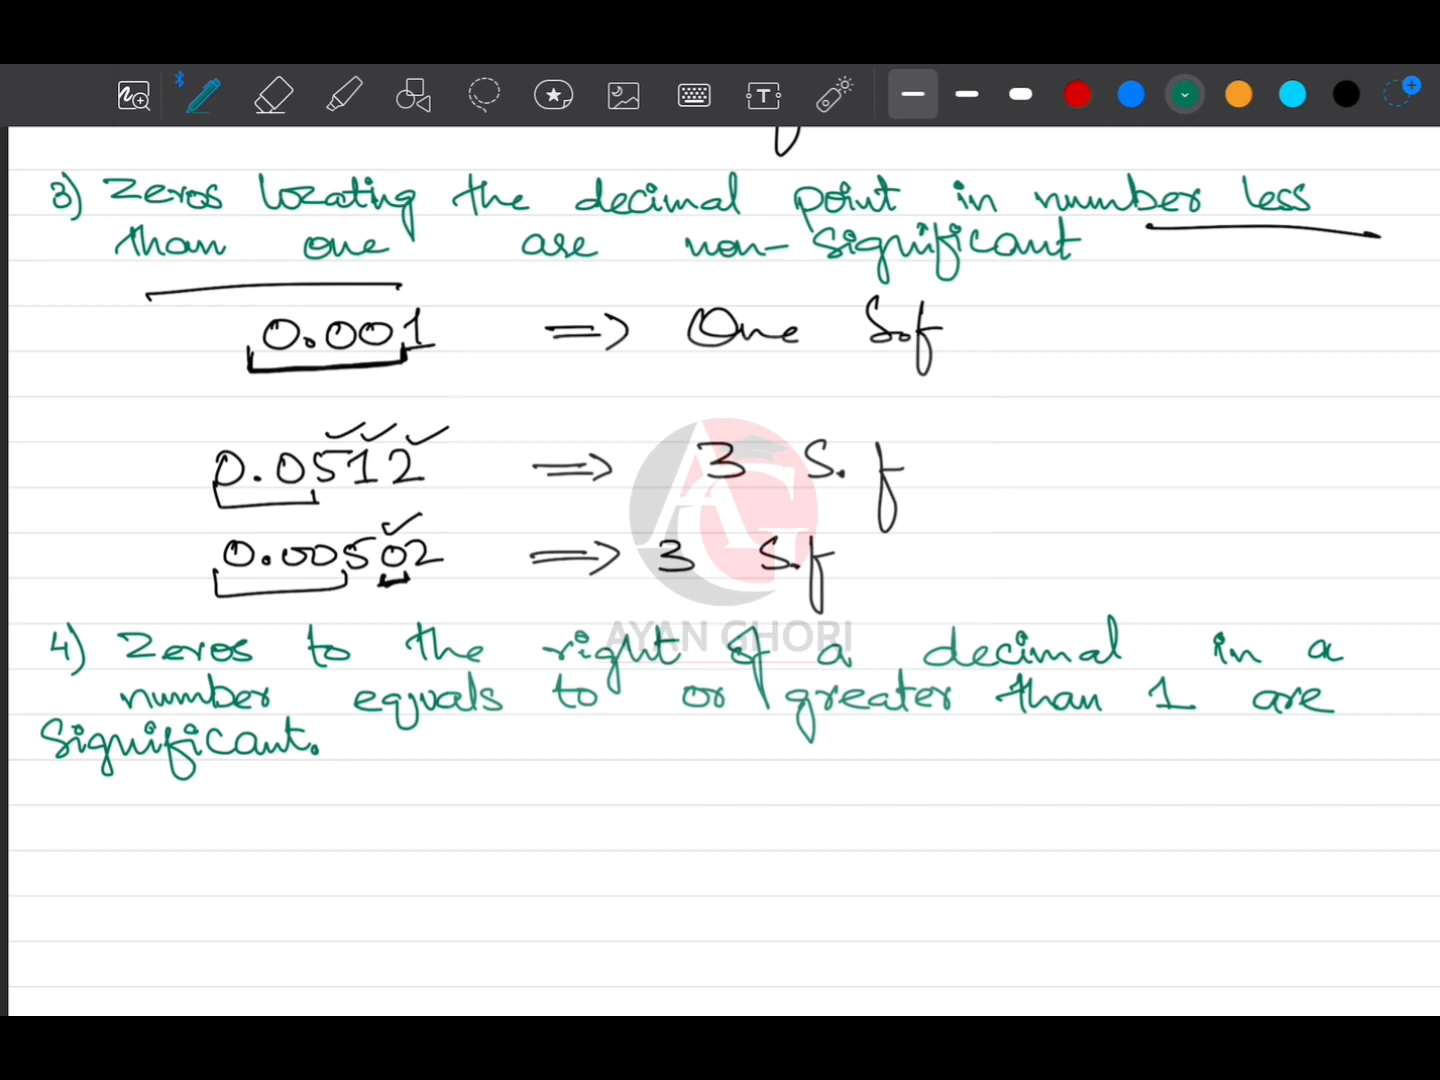 3) Zeros locating the decimal point in number less
than one are non-significant
0.001 => One S.f
0.0512 => 3 S.f
0.00502 => 3 S.f
AYAN GHORI
4) Zeros to the right of a decimal in a
number equals to or greater than 1 are
significant.